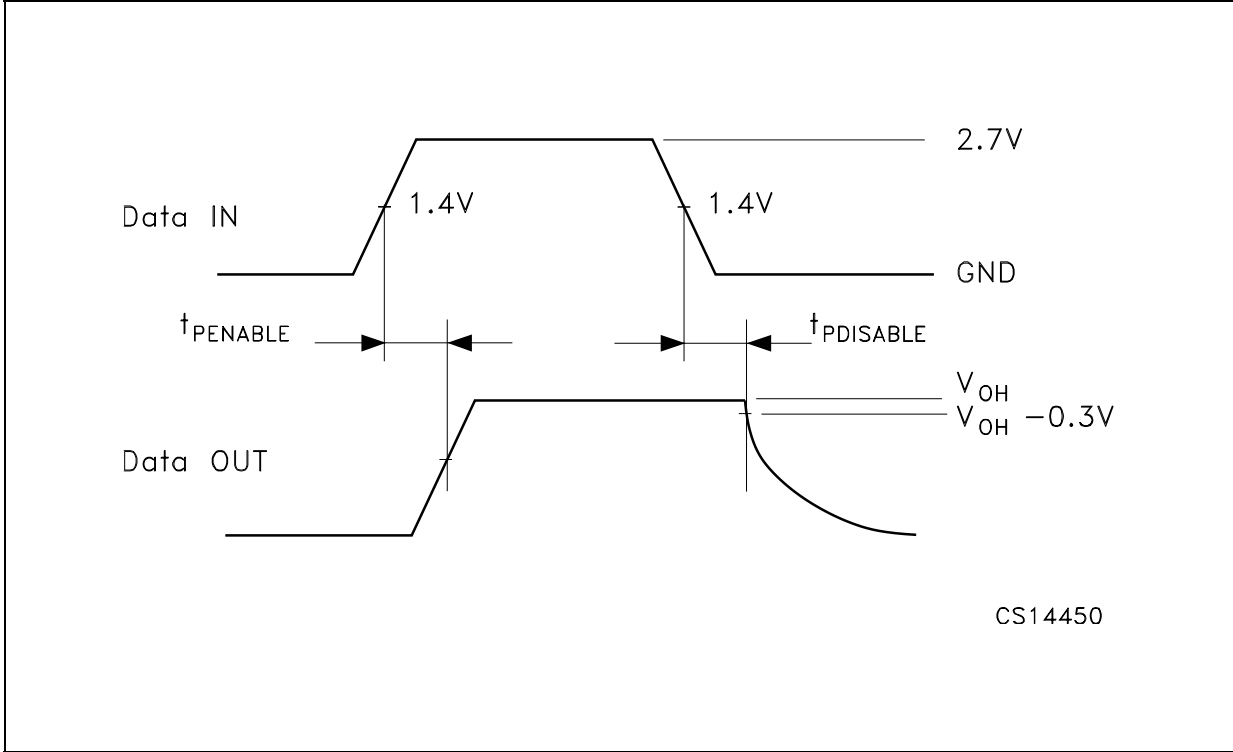 2.7V
1.4V
1.4V
Data IN
GND
tPENABLE
tPDISABLE
VOH
VOH -0.3V
Data OUT
CS14450